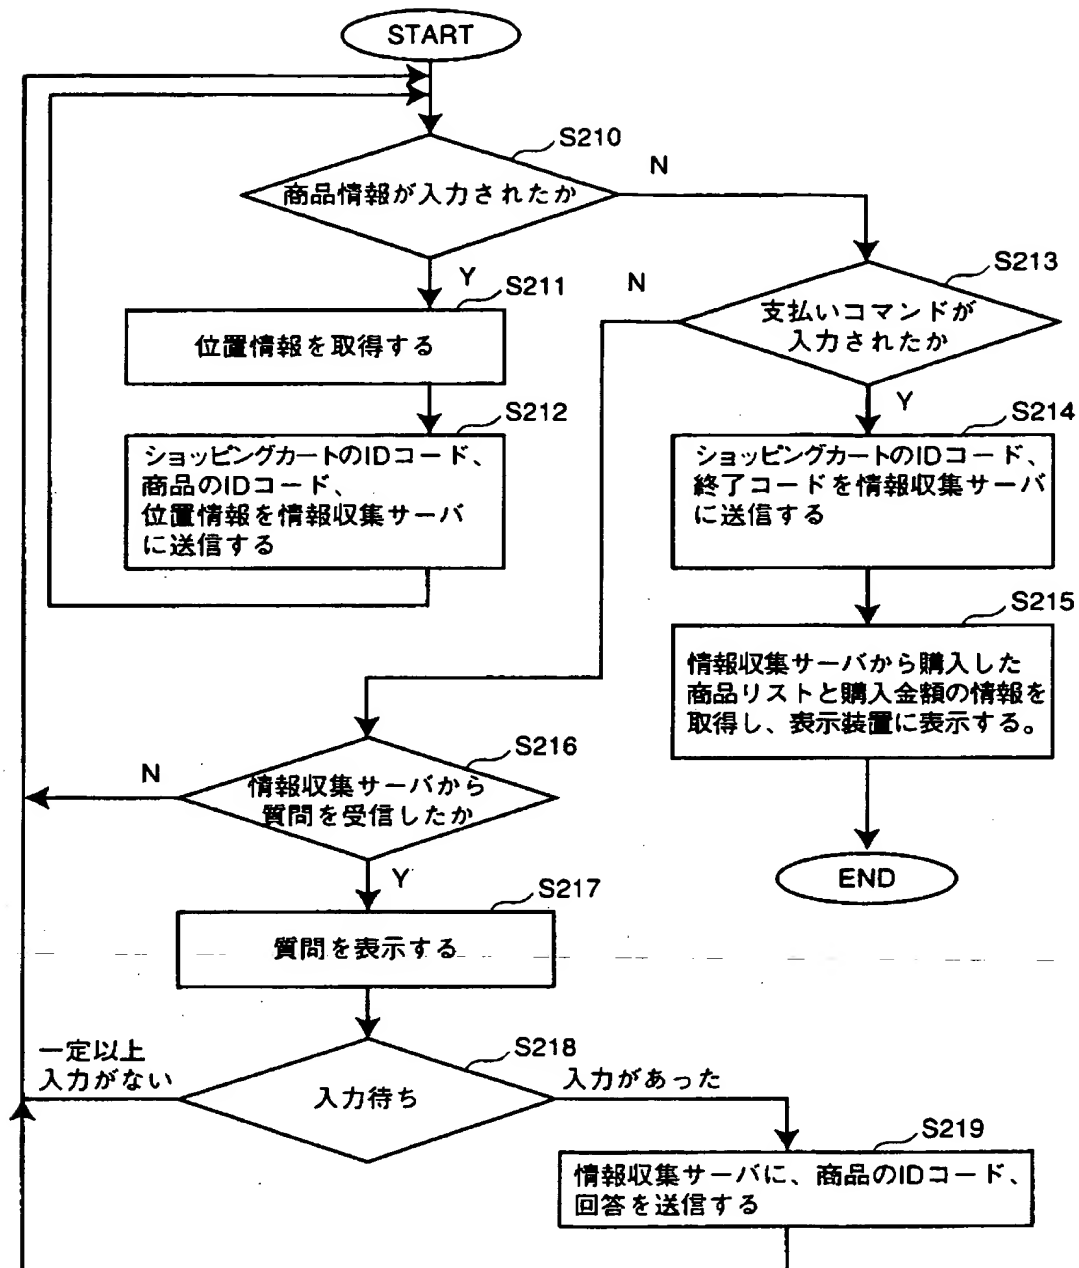 START
S210
N
商品情報が入力されたか
Y
S211
位置情報を取得する
S212
ショッピングカートのIDコード、
商品のIDコード、
位置情報を情報収集サーバ
に送信する
S213
N
支払いコマンドが
入力されたか
Y
S214
ショッピングカートのIDコード、
終了コードを情報収集サーバ
に送信する
S215
情報収集サーバから購入した
商品リストと購入金額の情報を
取得し、表示装置に表示する。
END
S216
N
情報収集サーバから
質問を受信したか
Y
S217
質問を表示する
S218
一定以上
入力がない
入力待ち
入力があった
S219
情報収集サーバに、商品のIDコード、
回答を送信する